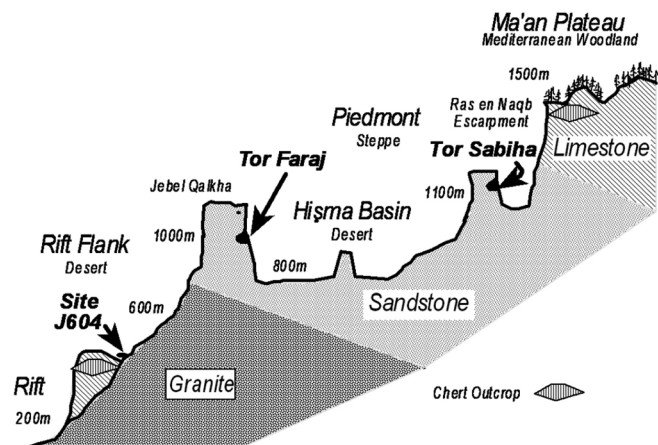 Ma'an Plateau
Mediterranean Woodland
1500m
Ras en Naqb
Escarpment
Piedmont
Steppe
Limestone
Tor Sabiha
Tor Faraj
1100m
Jebel Qalkha
Hişma Basin
Desert
1000m
Rift Flank
Desert
800m
Site
J604
600m
Sandstone
Rift
Granite
Chert Outcrop
200m